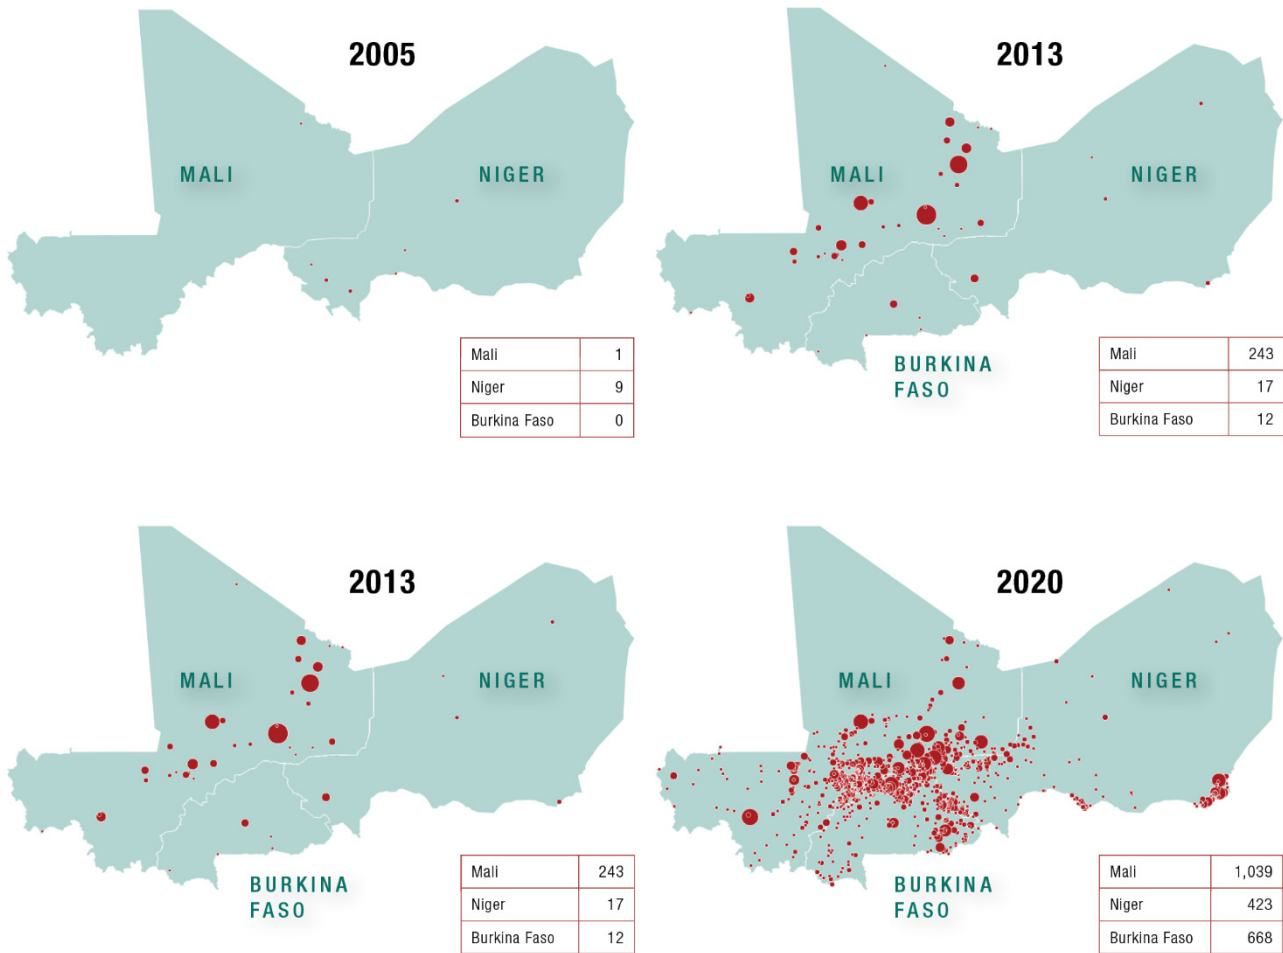 2005
MALI
NIGER
Mali 1
Niger 9
Burkina Faso 0
2013
MALI
NIGER
BURKINA
FASO
Mali 243
Niger 17
Burkina Faso 12
2013
MALI
NIGER
BURKINA
FASO
Mali 243
Niger 17
Burkina Faso 12
2020
MALI
NIGER
BURKINA
FASO
Mali 1,039
Niger 423
Burkina Faso 668